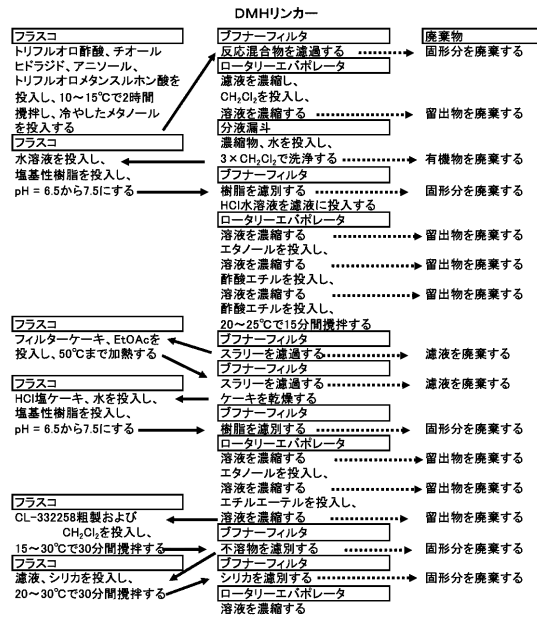 DMHリンカー
フラスコ
トリフルオロ酢酸、チオール
ヒドラジド、アニソール、
トリフルオロメタンスルホン酸を
投入し、10～15℃で2時間
攪拌し、冷やしたメタノール
を投入する
フラスコ
水溶液を投入し、
塩基性樹脂を投入し、
pH = 6.5から7.5にする
フラスコ
フィルターケーキ、EtOAcを
投入し、50℃まで加熱する
フラスコ
HCl塩ケーキ、水を投入し、
塩基性樹脂を投入し、
pH = 6.5から7.5にする
フラスコ
CL-332258粗製および
CH₂Cl₂を投入し、
15～30℃で30分間攪拌する
フラスコ
濾液、シリカを投入し、
20～30℃で30分間攪拌する
ブフナーフィルタ
反応混合物を濾過する
ロータリーエバポレータ
濾液を濃縮し、
CH₂Cl₂を投入し、
溶液を濃縮する
分液漏斗
濃縮物、水を投入し、
3×CH₂Cl₂で洗浄する
ブフナーフィルタ
樹脂を濾別する
HCl水溶液を濾液に投入する
ロータリーエバポレータ
溶液を濃縮する
エタノールを投入し、
溶液を濃縮する
酢酸エチルを投入し、
溶液を濃縮する
酢酸エチルを投入し、
20～25℃で15分間攪拌する
ブフナーフィルタ
スラリーを濾過する
ブフナーフィルタ
スラリーを濾過する
ケーキを乾燥する
ブフナーフィルタ
樹脂を濾別する
ロータリーエバポレータ
溶液を濃縮する
エタノールを投入し、
溶液を濃縮する
エチルエーテルを投入し、
溶液を濃縮する
ブフナーフィルタ
不溶物を濾別する
ブフナーフィルタ
シリカを濾別する
ロータリーエバポレータ
溶液を濃縮する
廃棄物
固形分を廃棄する
留出物を廃棄する
有機物を廃棄する
固形分を廃棄する
留出物を廃棄する
留出物を廃棄する
留出物を廃棄する
濾液を廃棄する
濾液を廃棄する
固形分を廃棄する
留出物を廃棄する
留出物を廃棄する
留出物を廃棄する
固形分を廃棄する
固形分を廃棄する